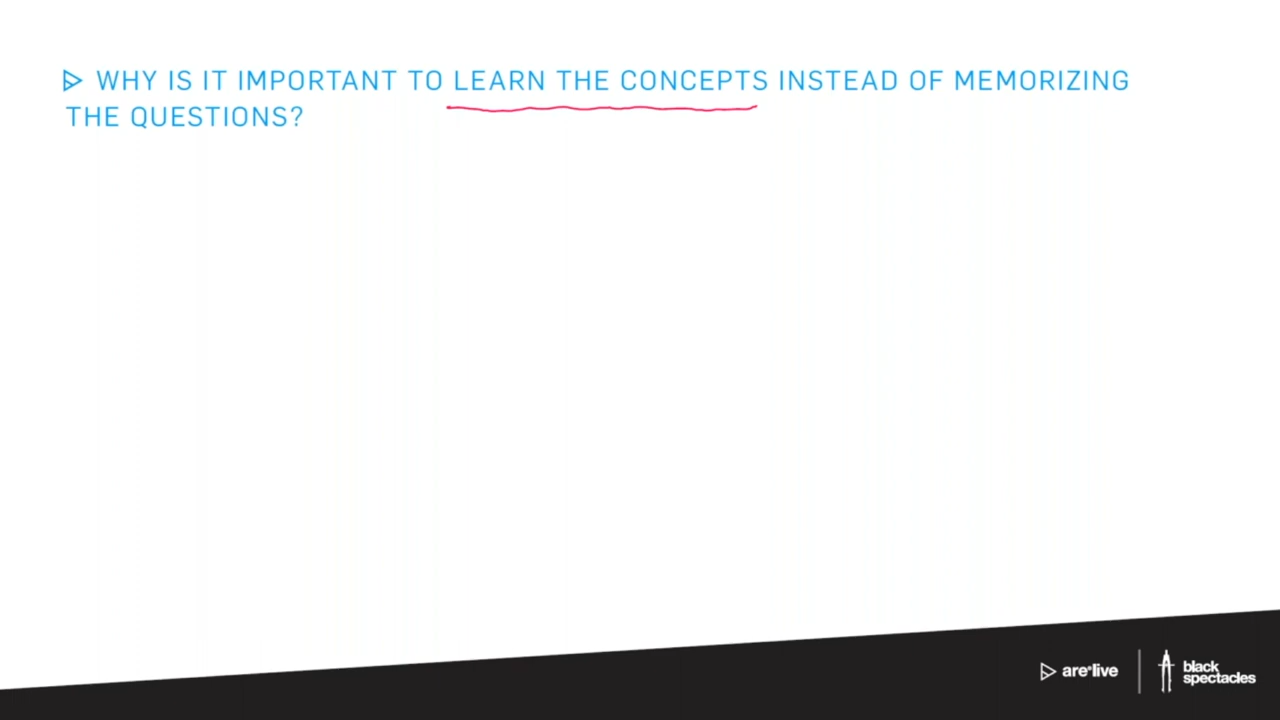 WHY IS IT IMPORTANT TO LEARN THE CONCEPTS INSTEAD OF MEMORIZING
THE QUESTIONS?
are®live
black
spectacles